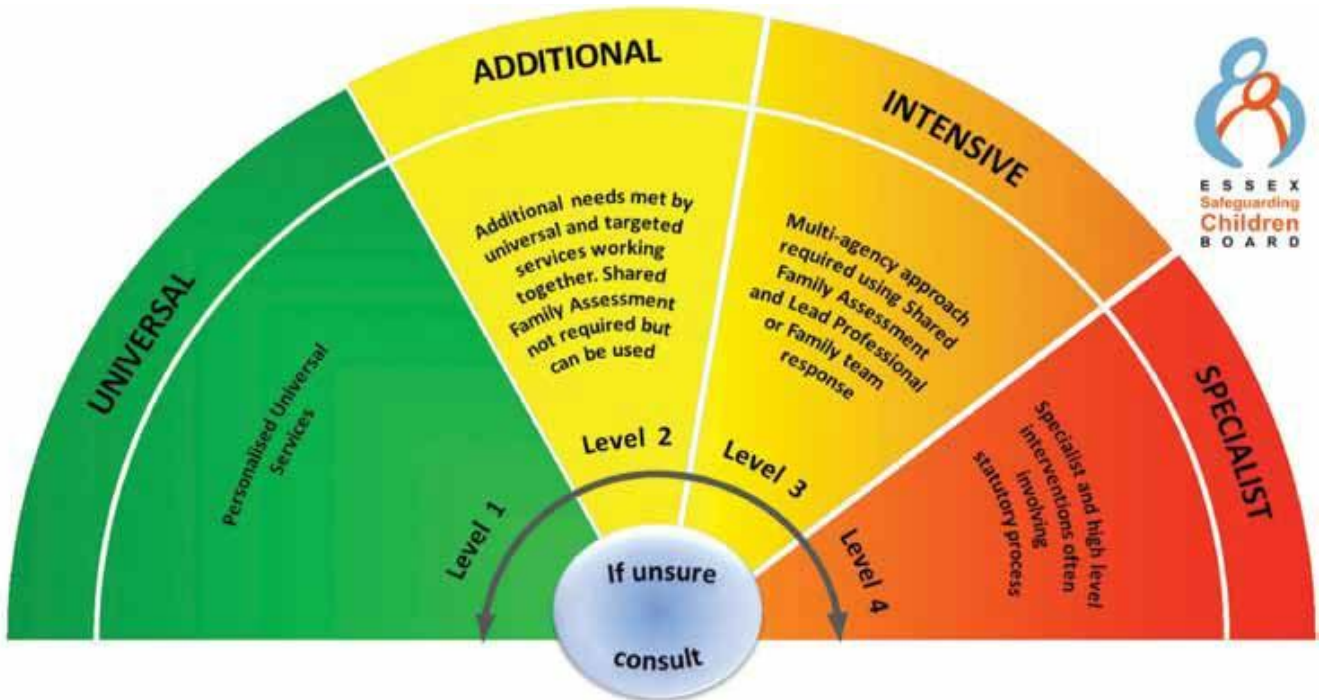 UNIVERSAL
Personalised Universal
Services
Level 1
ADDITIONAL
Additional needs met by
universal and targeted
services working
together. Shared
Family Assessment
not required but
can be used
Level 2
INTENSIVE
Multi-agency approach
required using Shared
Family Assessment
and Lead Professional
or Family team
response
Level 3
SPECIALIST
Specialist and high level
interventions often
involving
statutory process
Level 4
If unsure
consult
ESSEX
Safeguarding
Children
BOARD